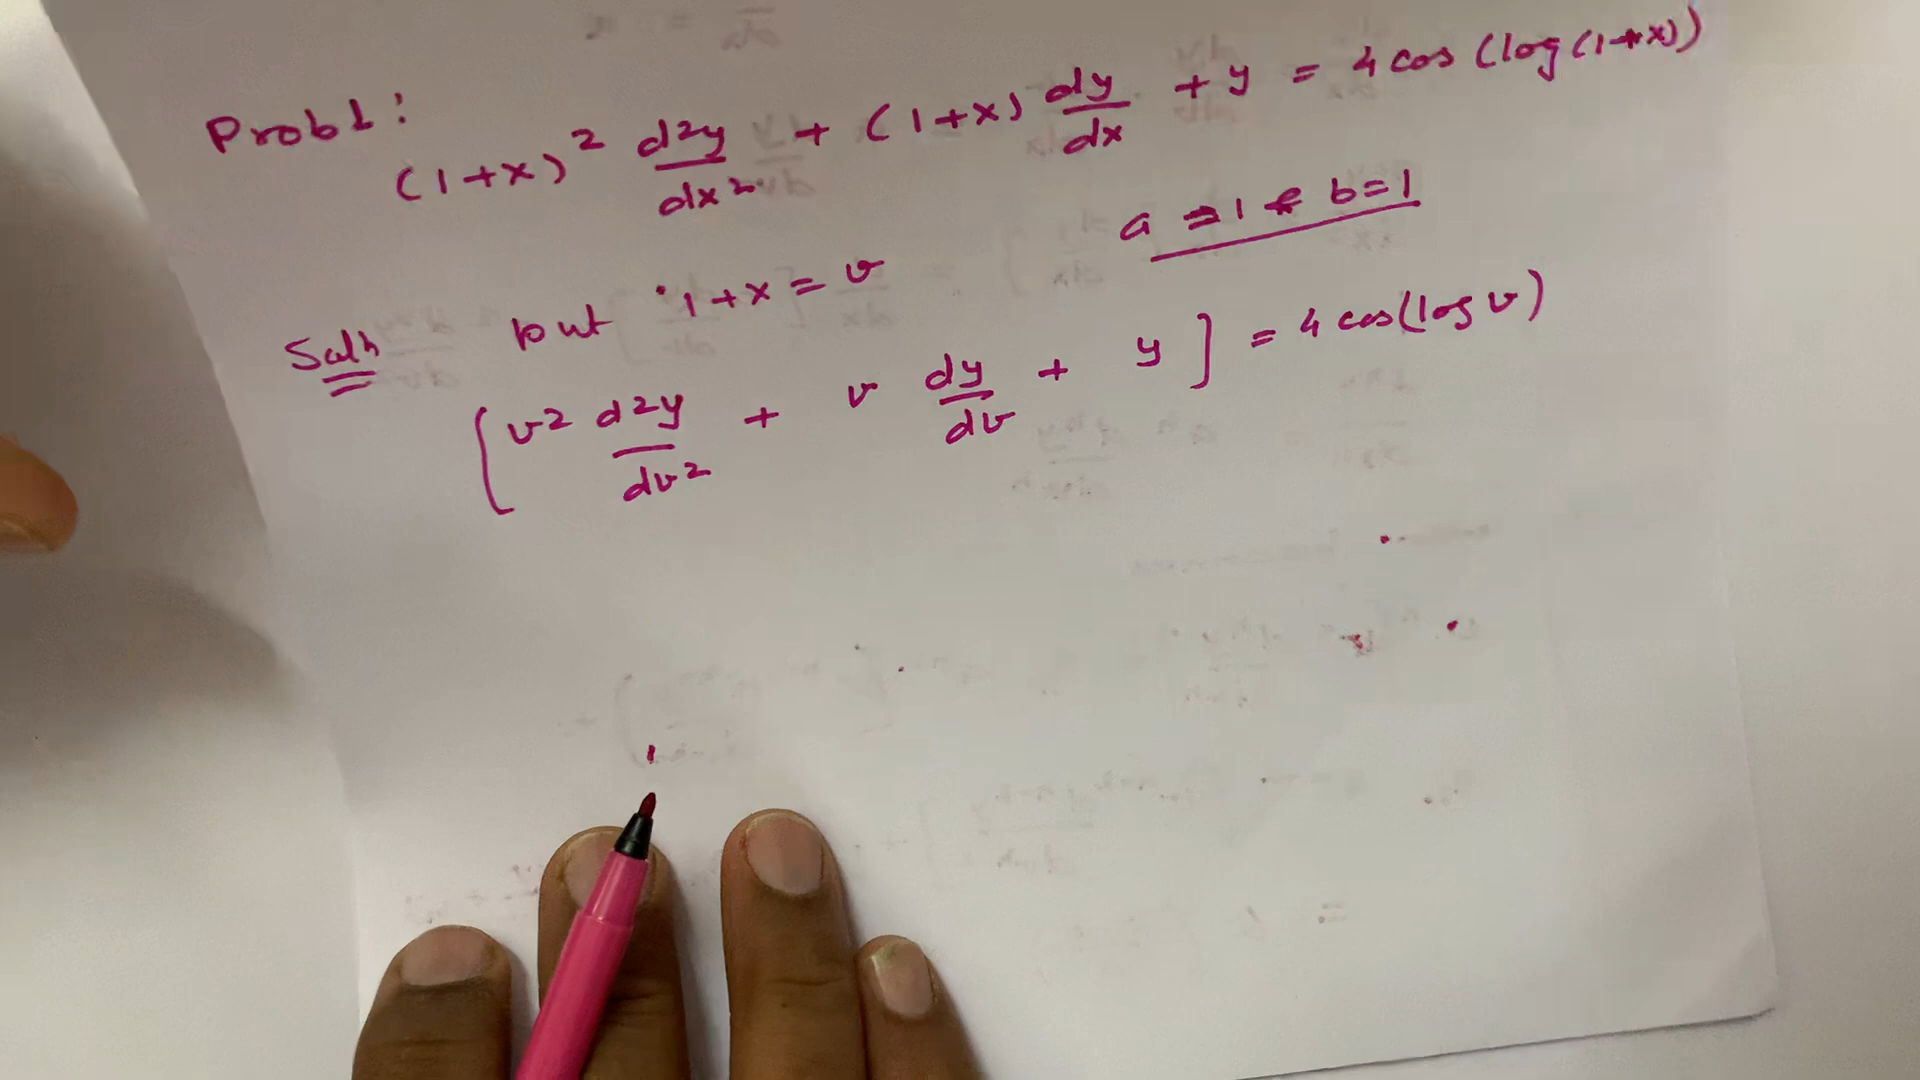 Prob1:
(1+x)² d²y/dx² + (1+x) dy/dx + y = 4 cos (log(1+x))
a = 1 & b=1
Soln put 1+x = v
[v² d²y/dv² + v dy/dv + y] = 4 cos(log v)